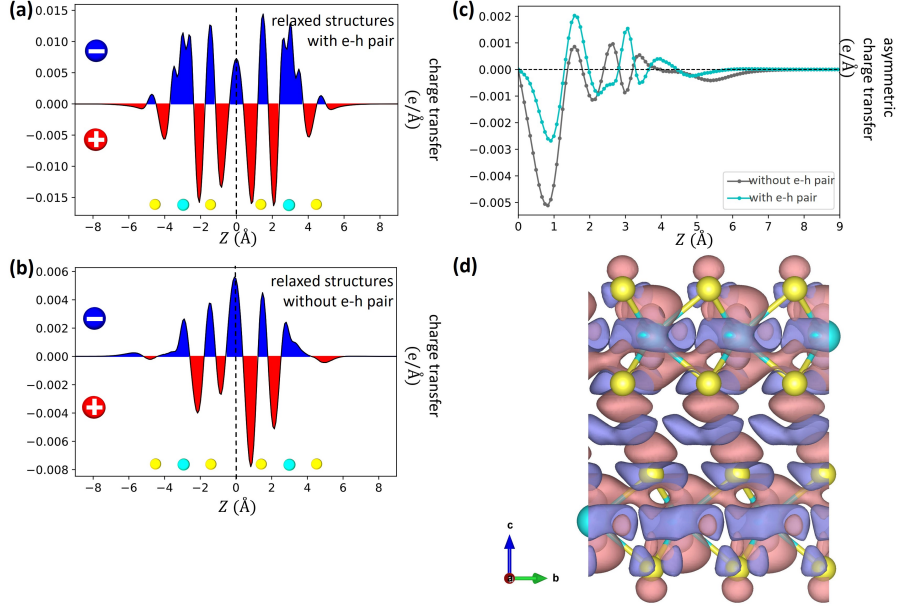 (a)
relaxed structures
with e-h pair
0.015
0.010
0.005
0.000
−0.005
−0.010
−0.015
−8 −6 −4 −2 0 2 4 6 8
Z (Å)
charge transfer
(e/Å)
(b)
relaxed structures
without e-h pair
0.006
0.004
0.002
0.000
−0.002
−0.004
−0.006
−0.008
−8 −6 −4 −2 0 2 4 6 8
Z (Å)
charge transfer
(e/Å)
(c)
0.002
0.001
0.000
−0.001
−0.002
−0.003
−0.004
−0.005
0 1 2 3 4 5 6 7 8 9
Z (Å)
without e-h pair
with e-h pair
asymmetric
charge transfer
(e/Å)
(d)
c
a
b